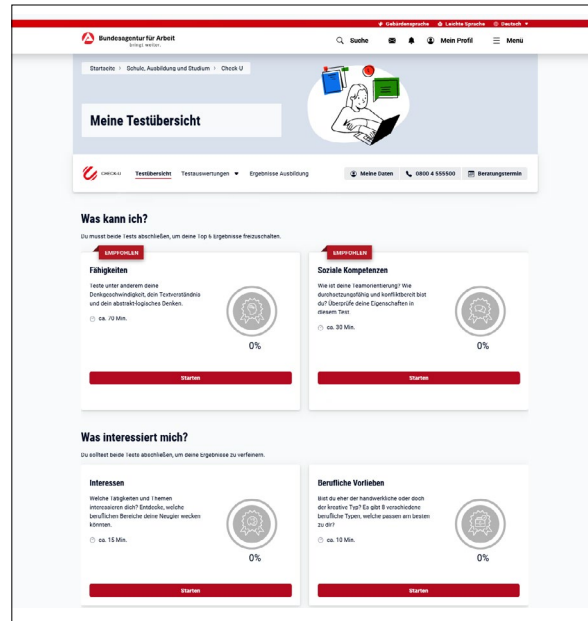 Gebärdensprache Leichte Sprache Deutsch
Bundesagentur für Arbeit
bringt weiter.
Suche Mein Profil Menü
Startseite > Schule, Ausbildung und Studium > Check-U
Meine Testübersicht
CHECK-U Testübersicht Testauswertungen Ergebnisse Ausbildung Meine Daten 0800 4 555500 Beratungstermin
Was kann ich?
Du musst beide Tests abschließen, um deine Top 6 Ergebnisse freizuschalten.
EMPFOHLEN
Fähigkeiten
Teste unter anderem deine
Denkgeschwindigkeit, dein Textverständnis
und dein abstrakt-logisches Denken.
ca. 70 Min.
0%
Starten
EMPFOHLEN
Soziale Kompetenzen
Wie ist deine Teamorientierung? Wie
durchsetzungsfähig und konfliktbereit bist
du? Überprüfe deine Eigenschaften in
diesem Test.
ca. 30 Min.
0%
Starten
Was interessiert mich?
Du solltest beide Tests abschließen, um deine Ergebnisse zu verfeinern.
Interessen
Welche Tätigkeiten und Themen
interessieren dich? Entdecke, welche
beruflichen Bereiche deine Neugier wecken
könnten.
ca. 15 Min.
0%
Starten
Berufliche Vorlieben
Bist du eher der handwerkliche oder doch
der kreative Typ? Es gibt 8 verschiedene
berufliche Typen, welche passen am besten
zu dir?
ca. 10 Min.
0%
Starten